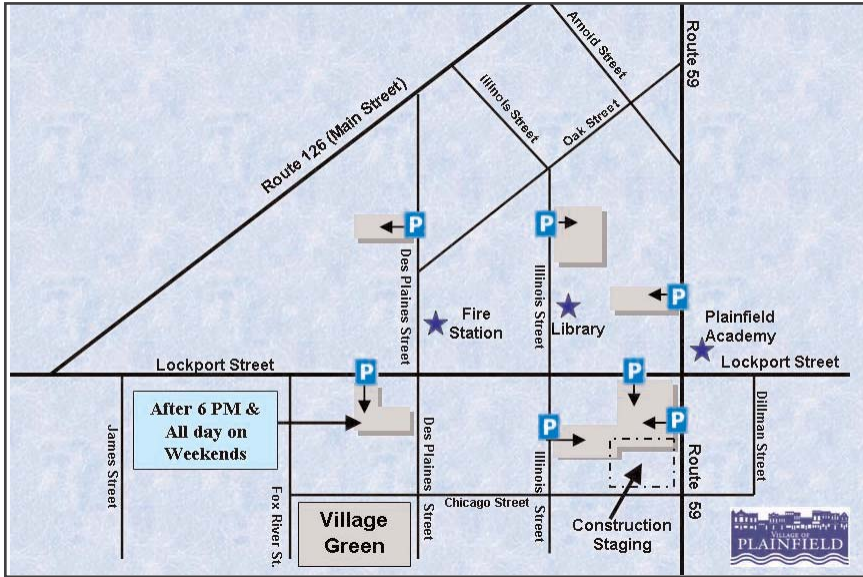 Arnold Street
Route 59
Illinois Street
Oak Street
Route 126 (Main Street)
P
P
Des Plaines Street
Illinois Street
P
Fire
Station
Library
Plainfield
Academy
Lockport Street
Lockport Street
P
P
After 6 PM &
All day on
Weekends
P
P
James Street
Fox River St.
Des Plaines
Street
Illinois
Street
Dillman Street
Route
59
Chicago Street
Village
Green
Construction
Staging
VILLAGE OF
PLAINFIELD